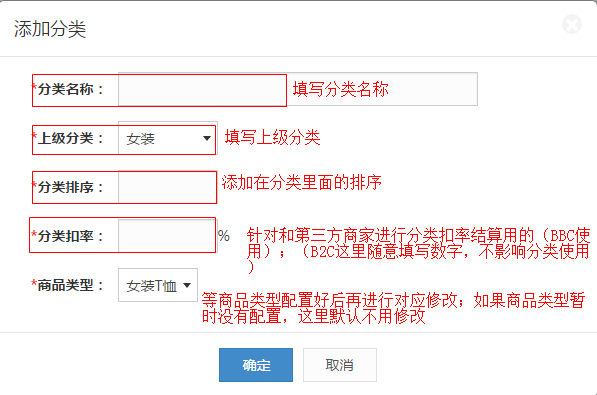 添加分类
*分类名称： 填写分类名称
*上级分类： 女装 填写上级分类
*分类排序： 添加在分类里面的排序
*分类扣率： % 针对和第三方商家进行分类扣率结算用的（BBC使
用）；（B2C这里随意填写数字，不影响分类使用
）
*商品类型： 女装T恤
等商品类型配置好后再进行对应修改；如果商品类型暂
时没有配置，这里默认不用修改
确定 取消